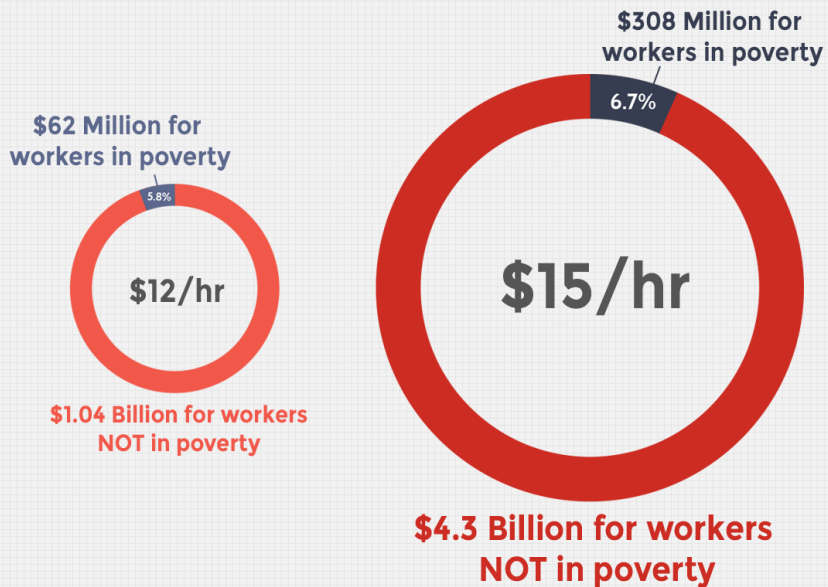 $62 Million for
workers in poverty
5.8%
$12/hr
$1.04 Billion for workers
NOT in poverty
$308 Million for
workers in poverty
6.7%
$15/hr
$4.3 Billion for workers
NOT in poverty